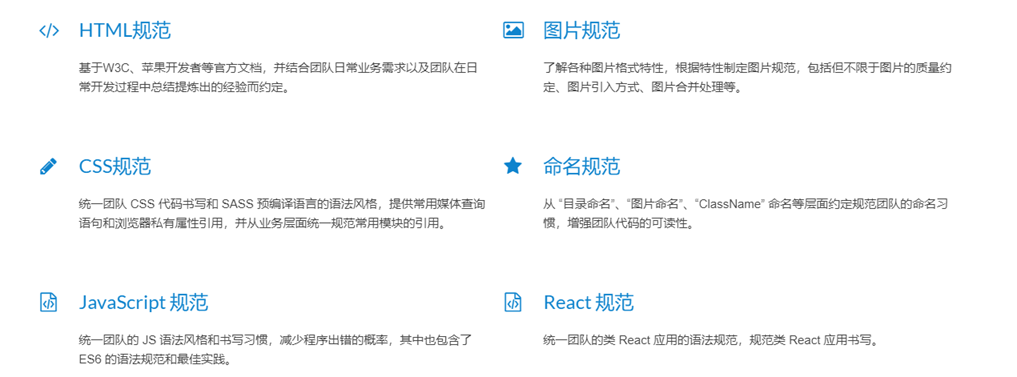 HTML规范
基于W3C、苹果开发者等官方文档，并结合团队日常业务需求以及团队在日
常开发过程中总结提炼出的经验而约定。
图片规范
了解各种图片格式特性，根据特性制定图片规范，包括但不限于图片的质量约
定、图片引入方式、图片合并处理等。
CSS规范
统一团队 CSS 代码书写和 SASS 预编译语言的语法风格，提供常用媒体查询
语句和浏览器私有属性引用，并从业务层面统一规范常用模块的引用。
命名规范
从 “目录命名”、“图片命名”、“ClassName” 命名等层面约定规范团队的命名习
惯，增强团队代码的可读性。
JavaScript 规范
统一团队的 JS 语法风格和书写习惯，减少程序出错的概率，其中也包含了
ES6 的语法规范和最佳实践。
React 规范
统一团队的类 React 应用的语法规范，规范类 React 应用书写。